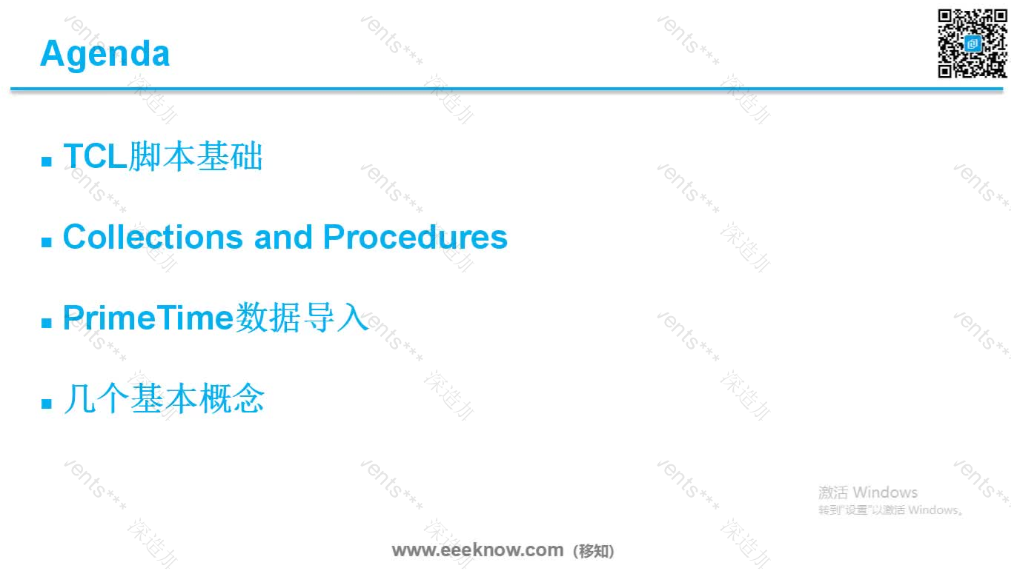 Agenda
TCL脚本基础
Collections and Procedures
PrimeTime数据导入
几个基本概念
激活 Windows
转到"设置"以激活 Windows。
www.eeeknow.com（移知）